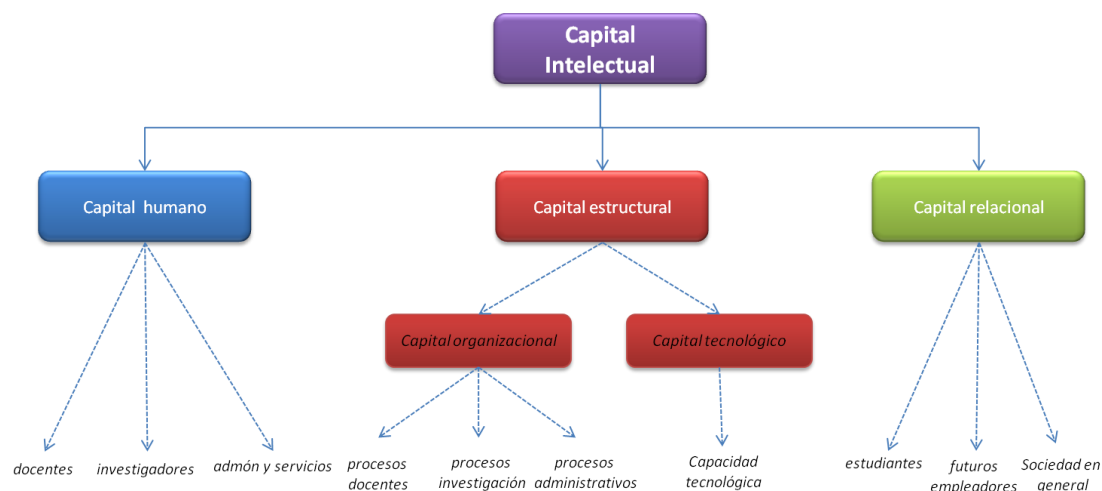 Capital
Intelectual
Capital humano
Capital estructural
Capital relacional
Capital organizacional
Capital tecnológico
docentes
investigadores
admón y servicios
procesos
docentes
procesos
investigación
procesos
administrativos
Capacidad
tecnológica
estudiantes
futuros
empleadores
Sociedad en
general